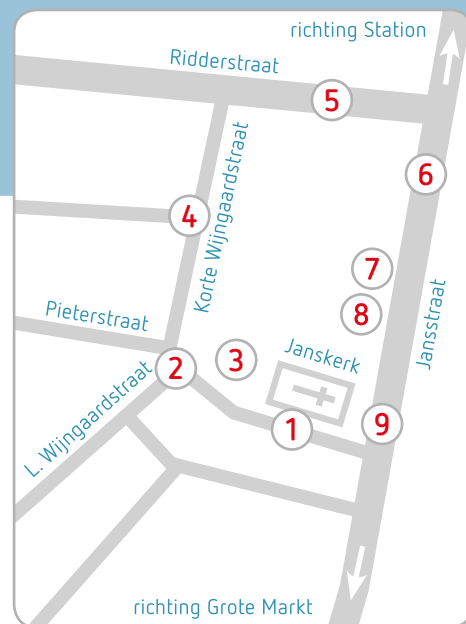 richting Station
Ridderstraat
5
6
4
Korte Wijngaardstraat
7
8
Jansstraat
Pieterstraat
3
Janskerk
2
L. Wijngaardstraat
1
9
richting Grote Markt